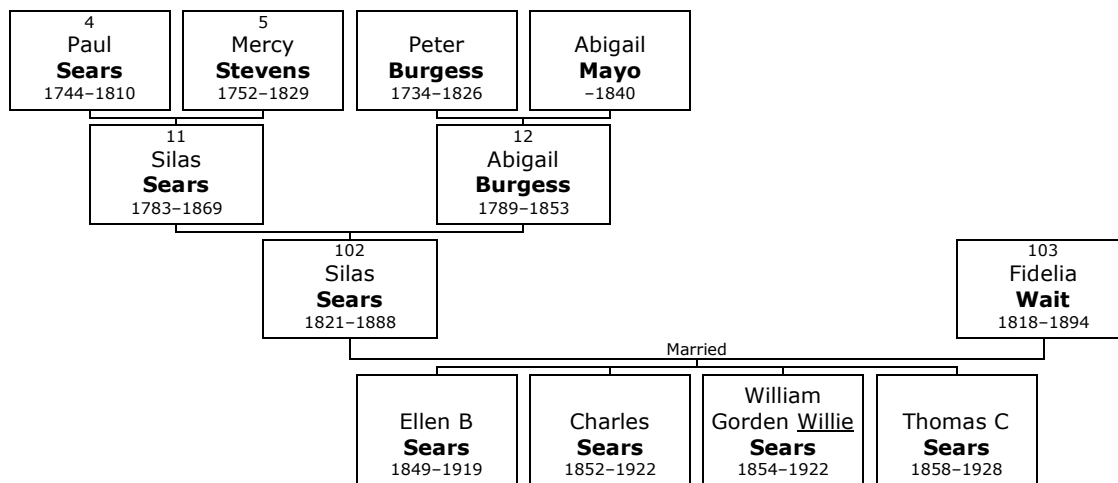 4
Paul
Sears
1744–1810
5
Mercy
Stevens
1752–1829
Peter
Burgess
1734–1826
Abigail
Mayo
–1840
11
Silas
Sears
1783–1869
12
Abigail
Burgess
1789–1853
102
Silas
Sears
1821–1888
103
Fidelia
Wait
1818–1894
Married
Ellen B
Sears
1849–1919
Charles
Sears
1852–1922
William
Gorden Willie
Sears
1854–1922
Thomas C
Sears
1858–1928